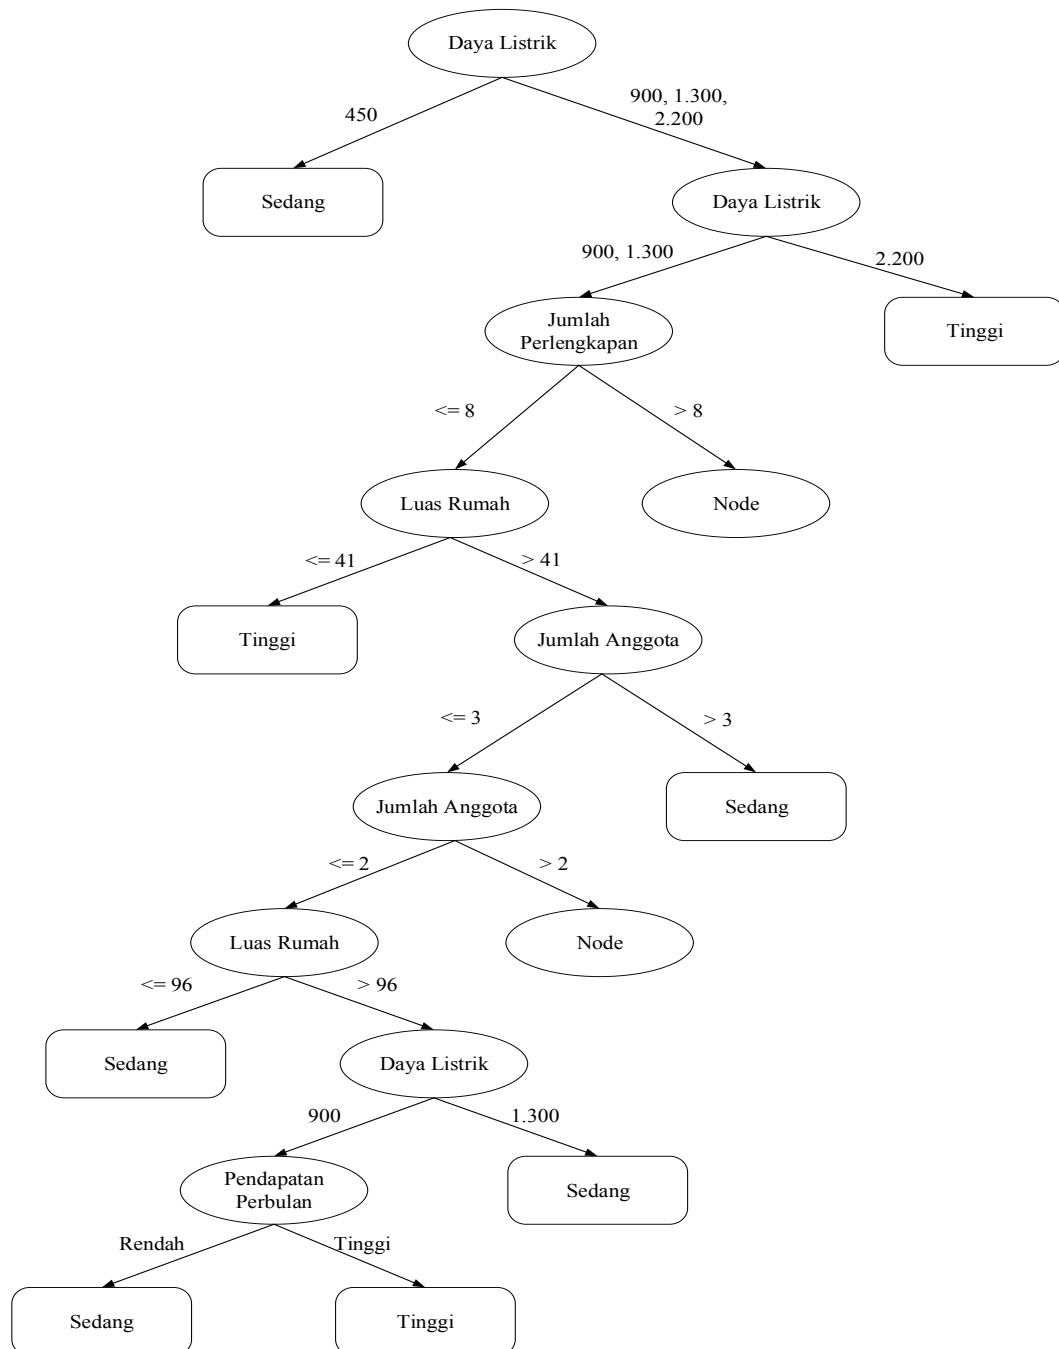 Daya Listrik
450
900, 1.300,
2.200
Sedang
Daya Listrik
900, 1.300
2.200
Jumlah
Perlengkapan
Tinggi
<= 8
> 8
Luas Rumah
Node
<= 41
> 41
Tinggi
Jumlah Anggota
<= 3
> 3
Jumlah Anggota
Sedang
<= 2
> 2
Luas Rumah
Node
<= 96
> 96
Sedang
Daya Listrik
900
1.300
Pendapatan
Perbulan
Sedang
Rendah
Tinggi
Sedang
Tinggi